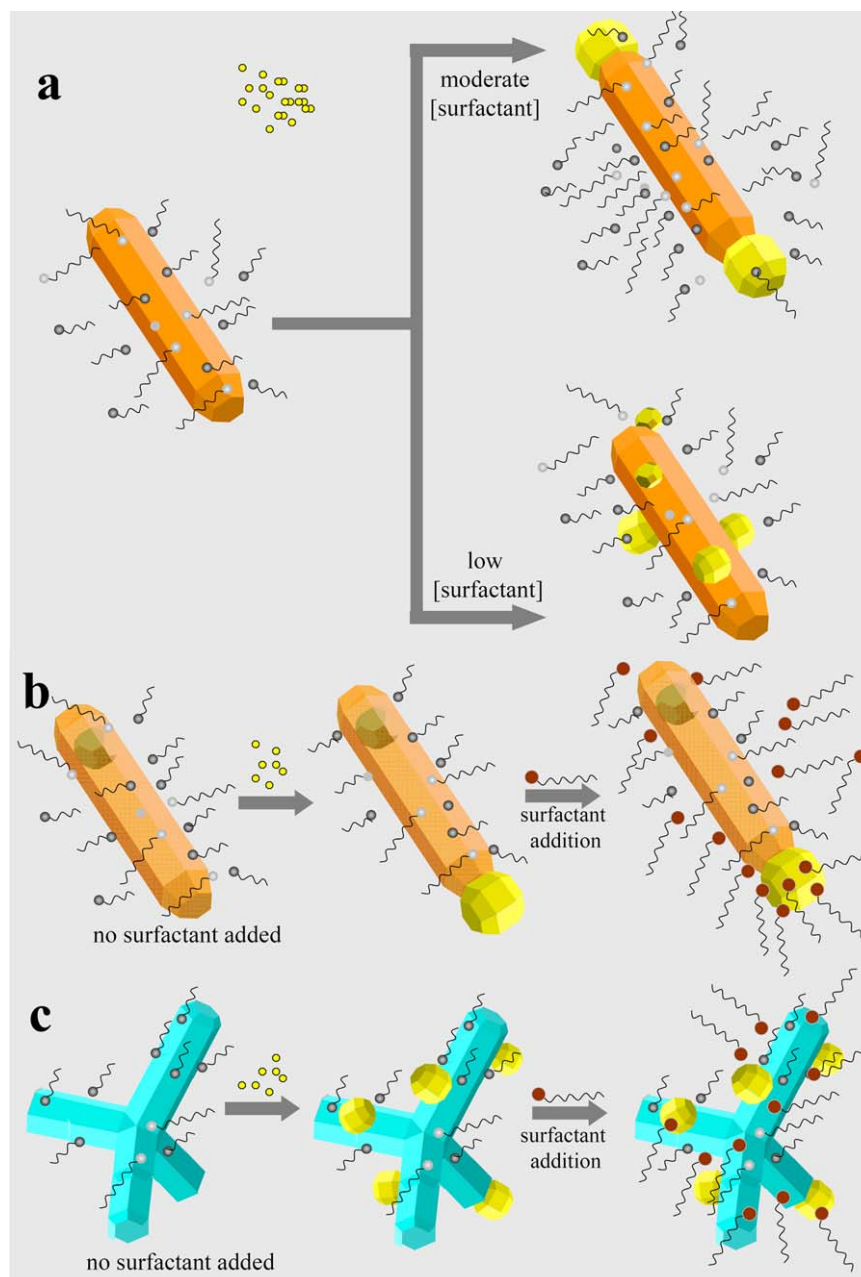 a
moderate
[surfactant]
low
[surfactant]
b
surfactant
addition
no surfactant added
c
surfactant
addition
no surfactant added